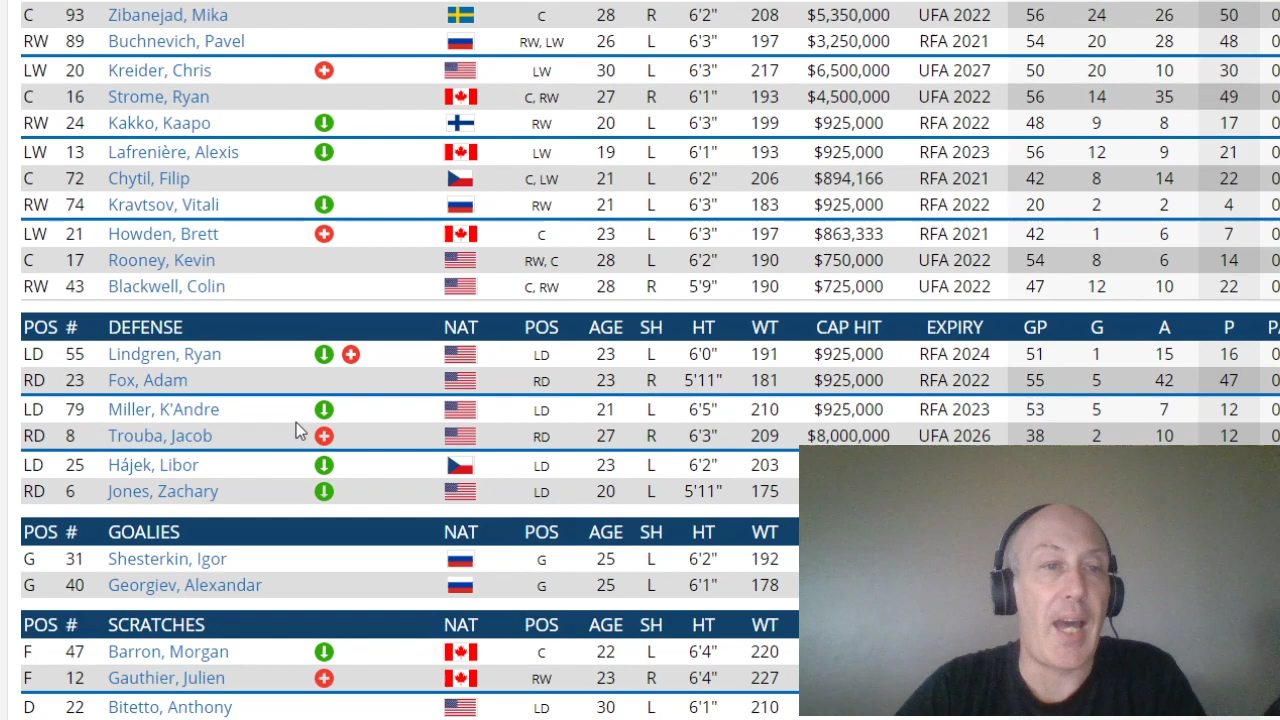 C 93 Zibanejad, Mika C 28 R 6'2" 208 $5,350,000 UFA 2022 56 24 26 50
RW 89 Buchnevich, Pavel RW, LW 26 L 6'3" 197 $3,250,000 RFA 2021 54 20 28 48
LW 20 Kreider, Chris LW 30 L 6'3" 217 $6,500,000 UFA 2027 50 20 10 30
C 16 Strome, Ryan C, RW 27 R 6'1" 193 $4,500,000 UFA 2022 56 14 35 49
RW 24 Kakko, Kaapo RW 20 L 6'3" 199 $925,000 RFA 2022 48 9 8 17
LW 13 Lafrenière, Alexis LW 19 L 6'1" 193 $925,000 RFA 2023 56 12 9 21
C 72 Chytil, Filip C, LW 21 L 6'2" 206 $894,166 RFA 2021 42 8 14 22
RW 74 Kravtsov, Vitali RW 21 L 6'3" 183 $925,000 RFA 2022 20 2 2 4
LW 21 Howden, Brett C 23 L 6'3" 197 $863,333 RFA 2021 42 1 6 7
C 17 Rooney, Kevin RW, C 28 L 6'2" 190 $750,000 UFA 2022 54 8 6 14
RW 43 Blackwell, Colin C, RW 28 R 5'9" 190 $725,000 UFA 2022 47 12 10 22
POS # DEFENSE NAT POS AGE SH HT WT CAP HIT EXPIRY GP G A P
LD 55 Lindgren, Ryan LD 23 L 6'0" 191 $925,000 RFA 2024 51 1 15 16
RD 23 Fox, Adam RD 23 R 5'11" 181 $925,000 RFA 2022 55 5 42 47
LD 79 Miller, K'Andre LD 21 L 6'5" 210 $925,000 RFA 2023 53 5 7 12
RD 8 Trouba, Jacob RD 27 R 6'3" 209 $8,000,000 UFA 2026 38 2 10 12
LD 25 Hájek, Libor LD 23 L 6'2" 203
RD 6 Jones, Zachary LD 20 L 5'11" 175
POS # GOALIES NAT POS AGE SH HT WT
G 31 Shesterkin, Igor G 25 L 6'2" 192
G 40 Georgiev, Alexandar G 25 L 6'1" 178
POS # SCRATCHES NAT POS AGE SH HT WT
F 47 Barron, Morgan C 22 L 6'4" 220
F 12 Gauthier, Julien RW 23 R 6'4" 227
D 22 Bitetto, Anthony LD 30 L 6'1" 210